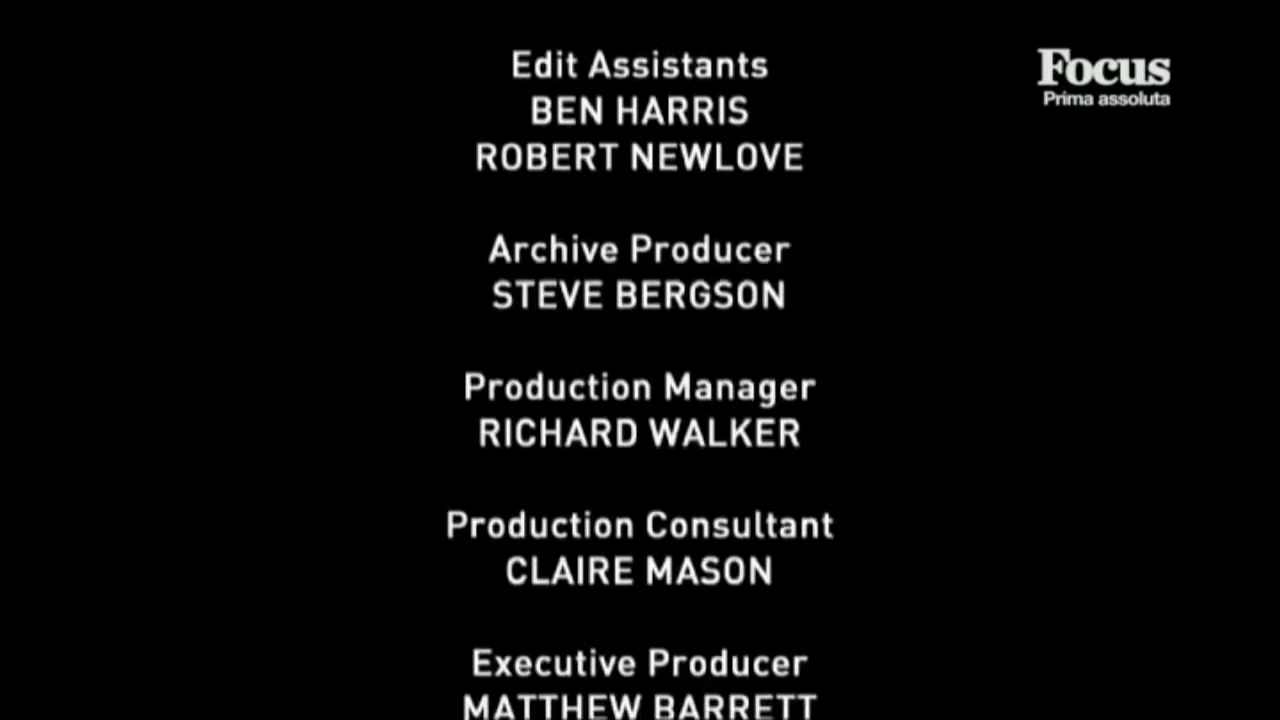 Edit Assistants
BEN HARRIS
ROBERT NEWLOVE
Archive Producer
STEVE BERGSON
Production Manager
RICHARD WALKER
Production Consultant
CLAIRE MASON
Executive Producer
MATTHEW BARRETT
Focus
Prima assoluta